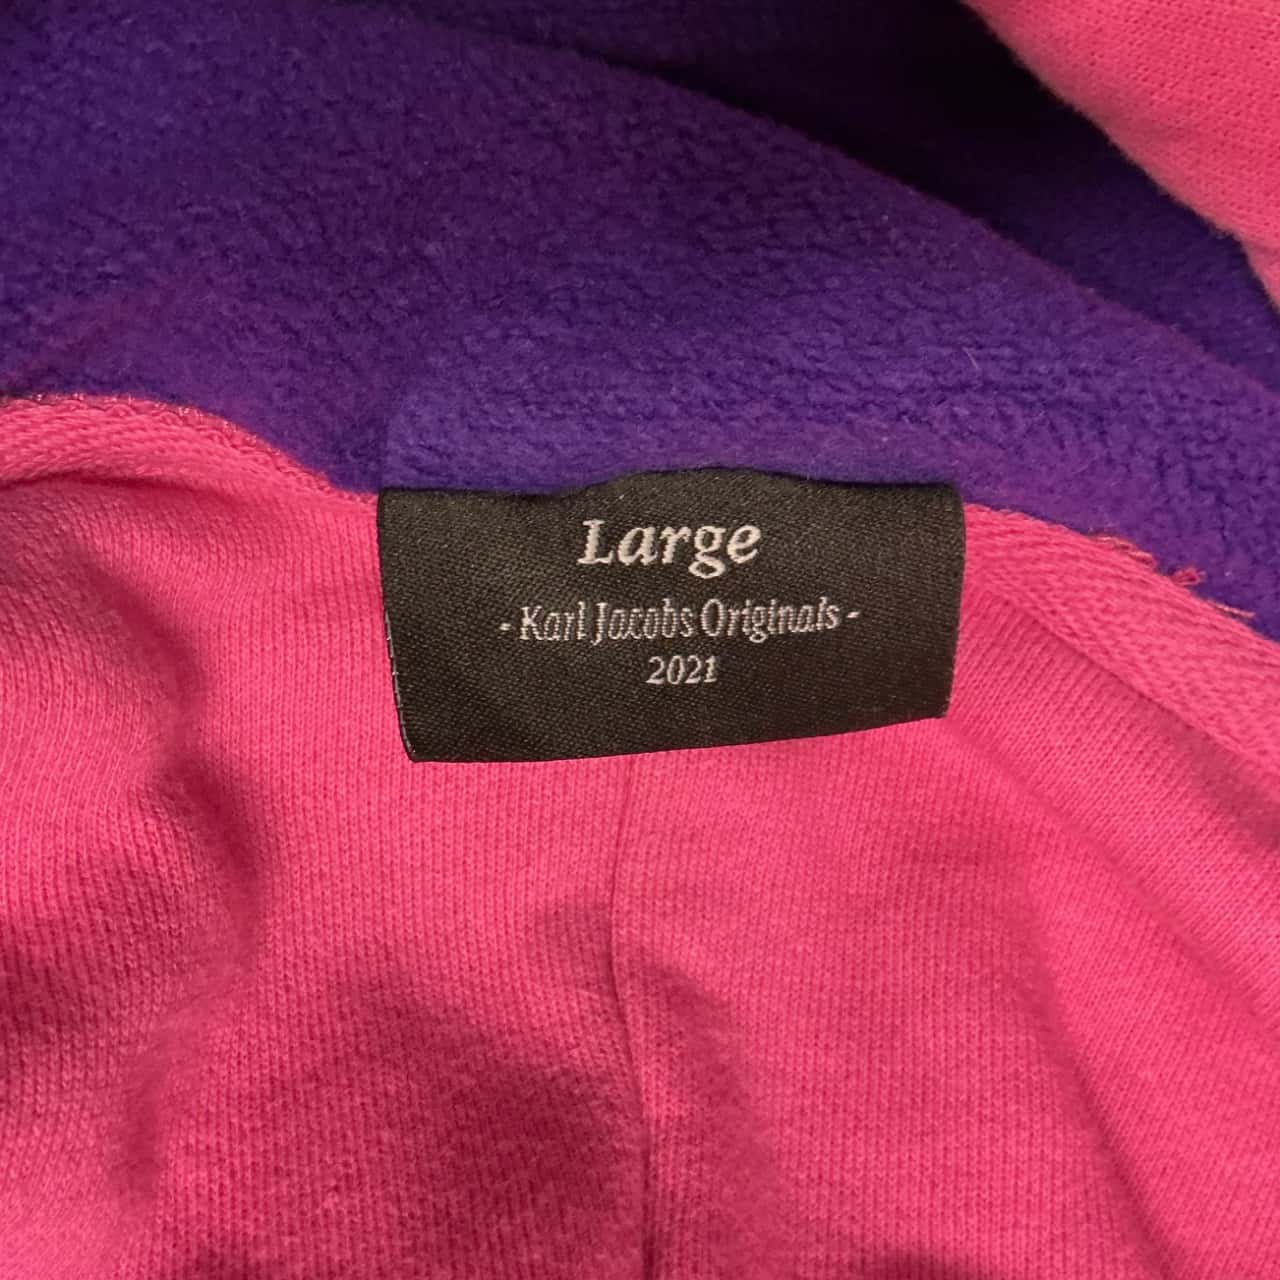 Large
- Karl Jacobs Originals -
2021